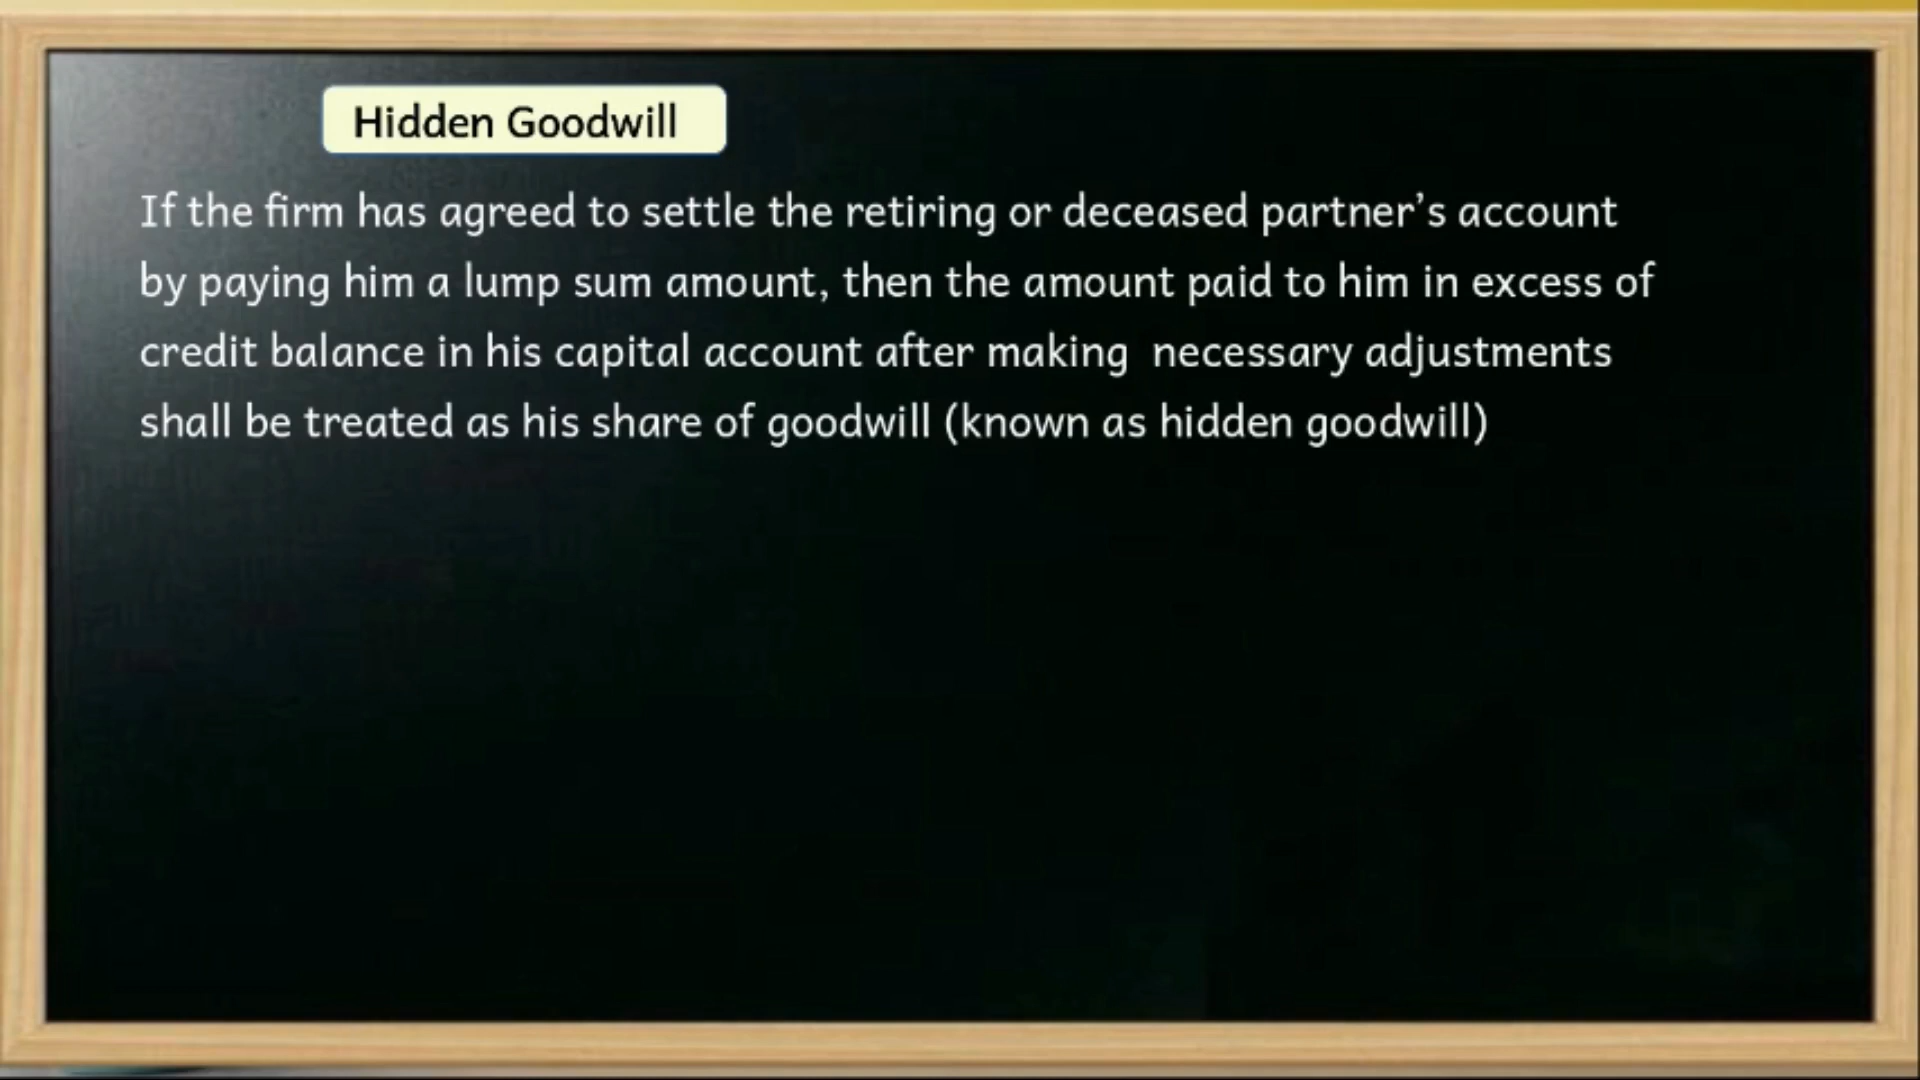 Hidden Goodwill
If the firm has agreed to settle the retiring or deceased partner’s account
by paying him a lump sum amount, then the amount paid to him in excess of
credit balance in his capital account after making  necessary adjustments
shall be treated as his share of goodwill (known as hidden goodwill)